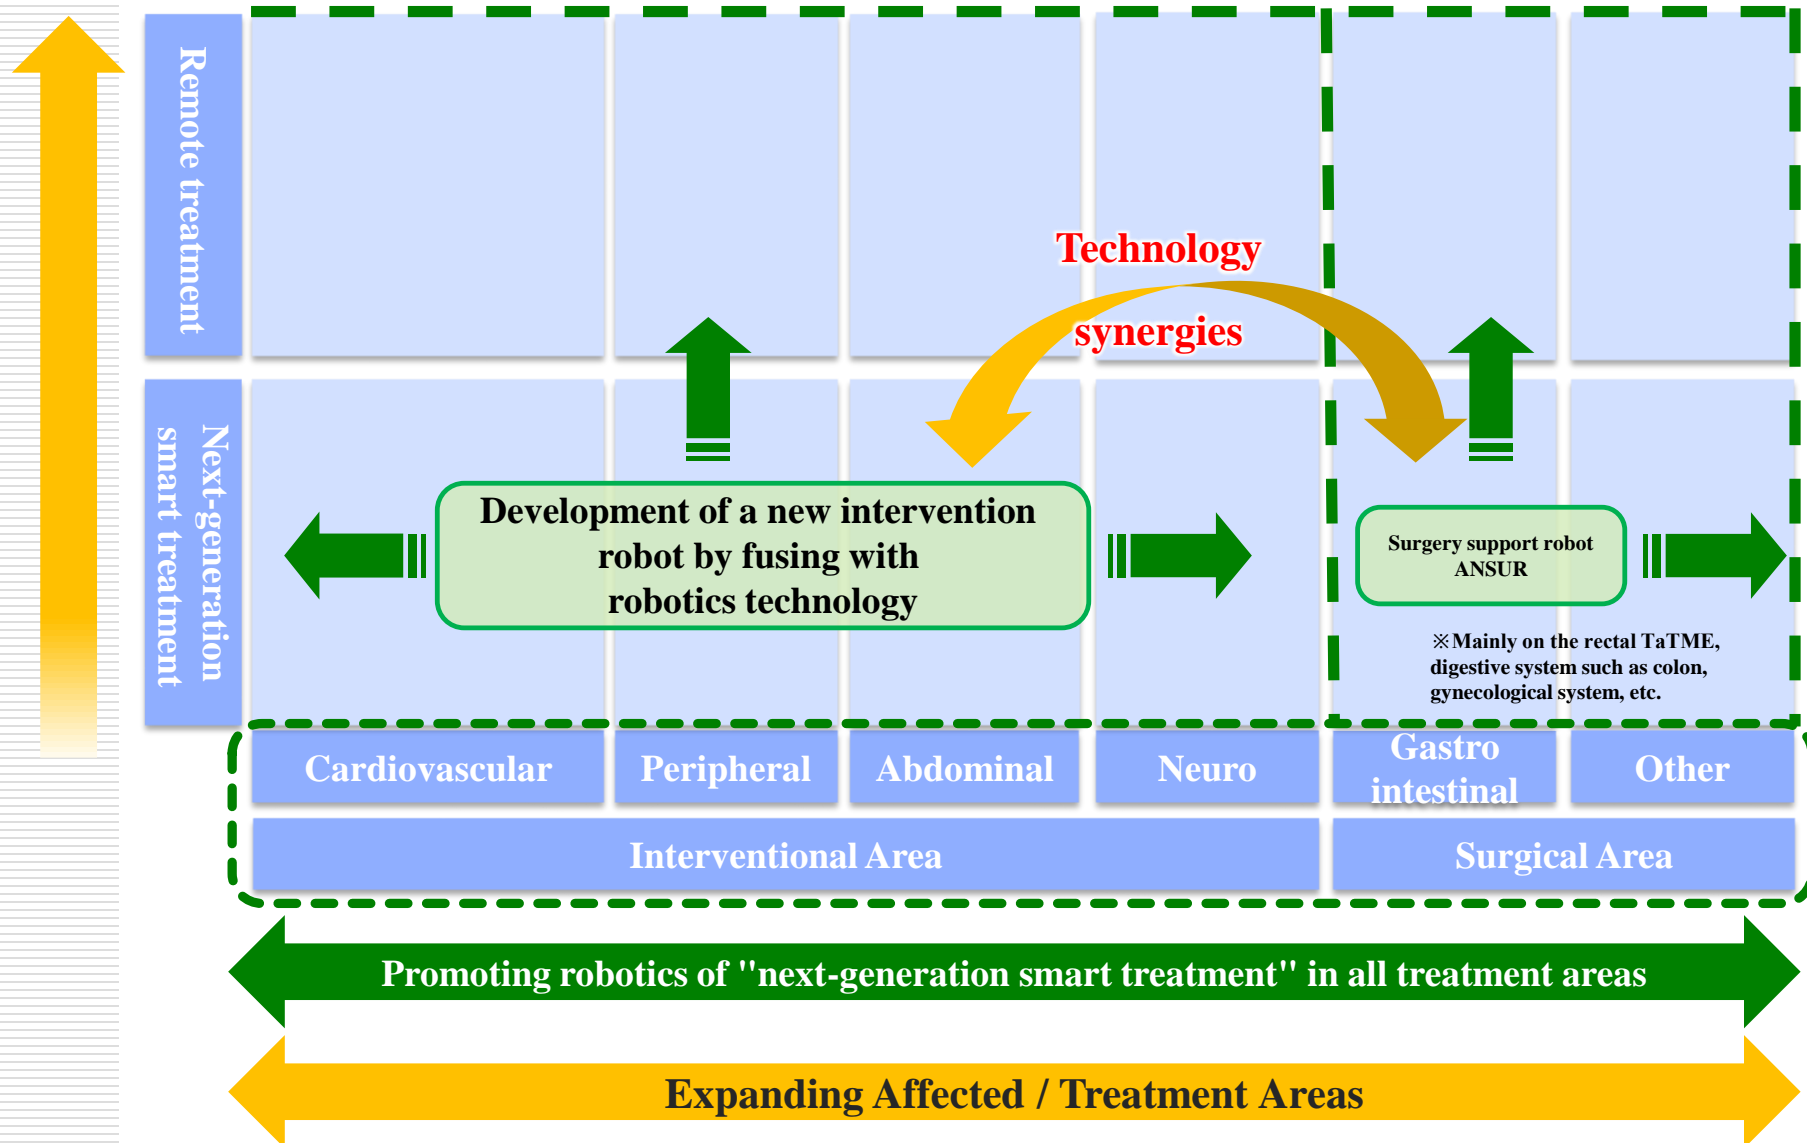 Remote treatment
Technology
synergies
Next-generation
smart treatment
Development of a new intervention
robot by fusing with
robotics technology
Surgery support robot
ANSUR
※Mainly on the rectal TaTME,
digestive system such as colon,
gynecological system, etc.
Cardiovascular
Peripheral
Abdominal
Neuro
Gastro
intestinal
Other
Interventional Area
Surgical Area
Promoting robotics of "next-generation smart treatment" in all treatment areas
Expanding Affected / Treatment Areas